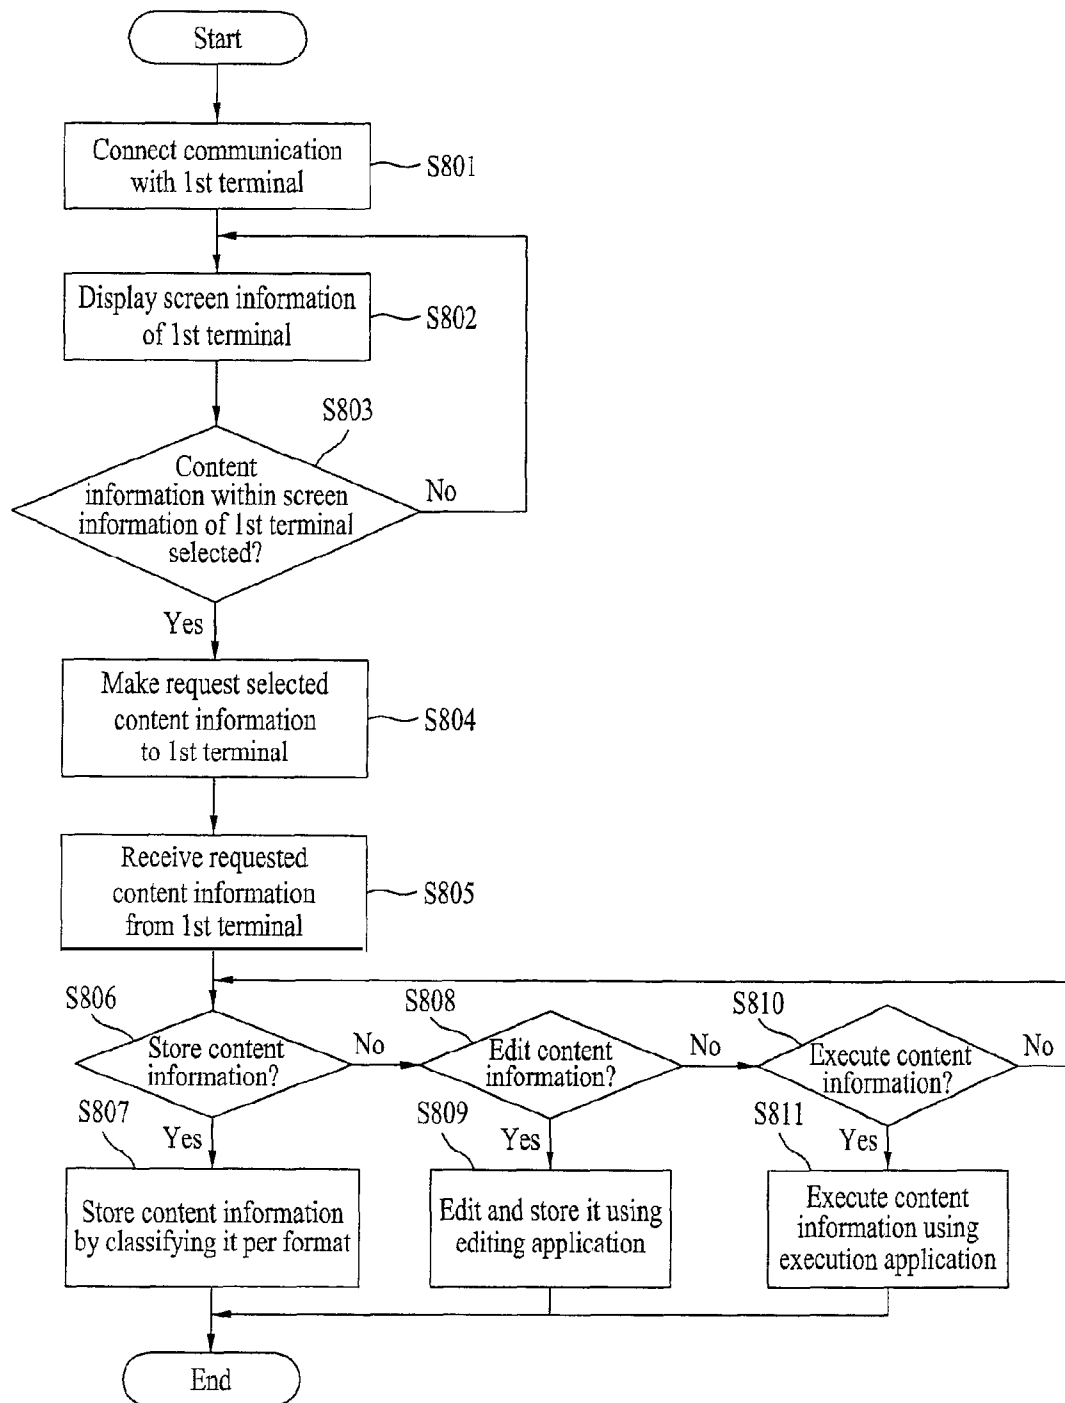 Start
Connect communication
with 1st terminal
S801
Display screen information
of 1st terminal
S802
S803
Content
information within screen
information of 1st terminal
selected?
No
Yes
Make request selected
content information
to 1st terminal
S804
Receive requested
content information
from 1st terminal
S805
S806
Store content
information?
No
S808
Edit content
information?
No
S810
Execute content
information?
No
S807
Yes
Store content information
by classifying it per format
S809
Yes
Edit and store it using
editing application
S811
Yes
Execute content
information using
execution application
End